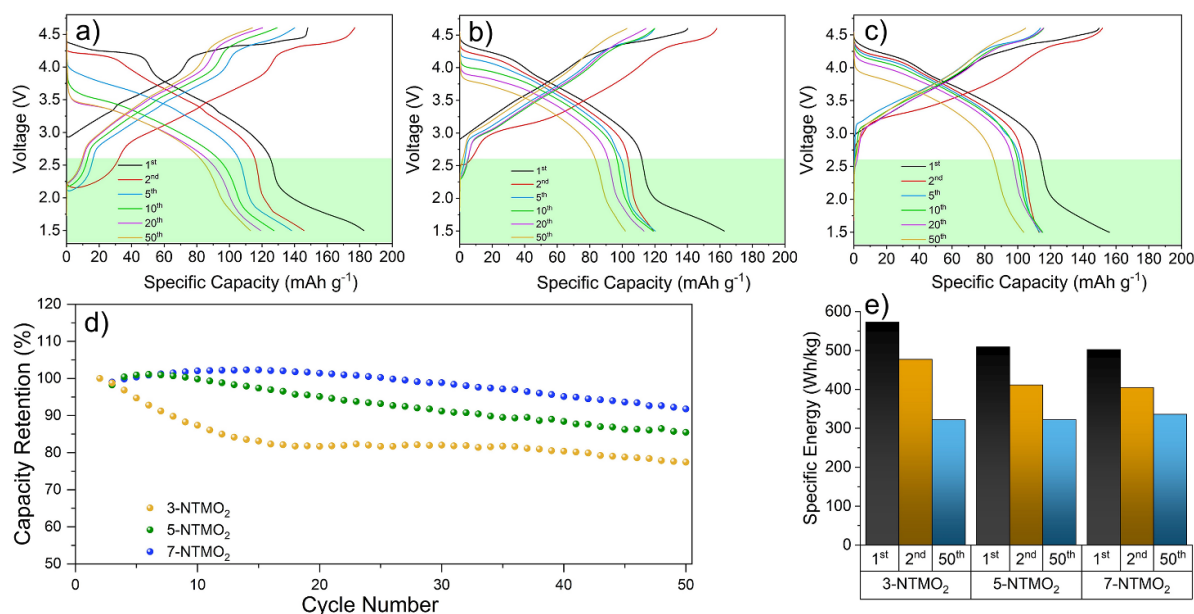 a)
4.5
4.0
3.5
3.0
2.5
2.0
1.5
Voltage (V)
1st
2nd
5th
10th
20th
50th
0 20 40 60 80 100 120 140 160 180 200
Specific Capacity (mAh g-1)
b)
4.5
4.0
3.5
3.0
2.5
2.0
1.5
Voltage (V)
1st
2nd
5th
10th
20th
50th
0 20 40 60 80 100 120 140 160 180 200
Specific Capacity (mAh g-1)
c)
4.5
4.0
3.5
3.0
2.5
2.0
1.5
Voltage (V)
1st
2nd
5th
10th
20th
50th
0 20 40 60 80 100 120 140 160 180 200
Specific Capacity (mAh g-1)
d)
120
110
100
90
80
70
60
50
Capacity Retention (%)
3-NTMO2
5-NTMO2
7-NTMO2
0 10 20 30 40 50
Cycle Number
e)
600
500
400
300
200
100
0
Specific Energy (Wh/kg)
1st 2nd 50th 1st 2nd 50th 1st 2nd 50th
3-NTMO2 5-NTMO2 7-NTMO2